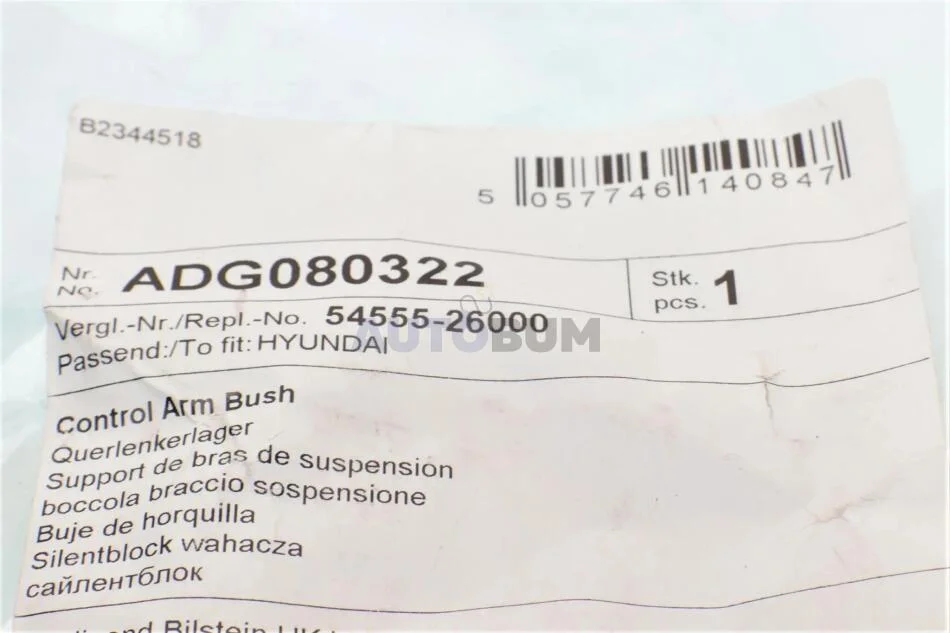 B2344518
5 057746 140847
Nr.
No. ADG080322
Stk.
pcs. 1
Vergl.-Nr./Repl.-No. 54555-26000
Passend:/To fit: HYUNDAI
AUTOBUM
Control Arm Bush
Querlenkerlager
Support de bras de suspension
boccola braccio sospensione
Buje de horquilla
Silentblock wahacza
сайлентблок
Bilstein UK